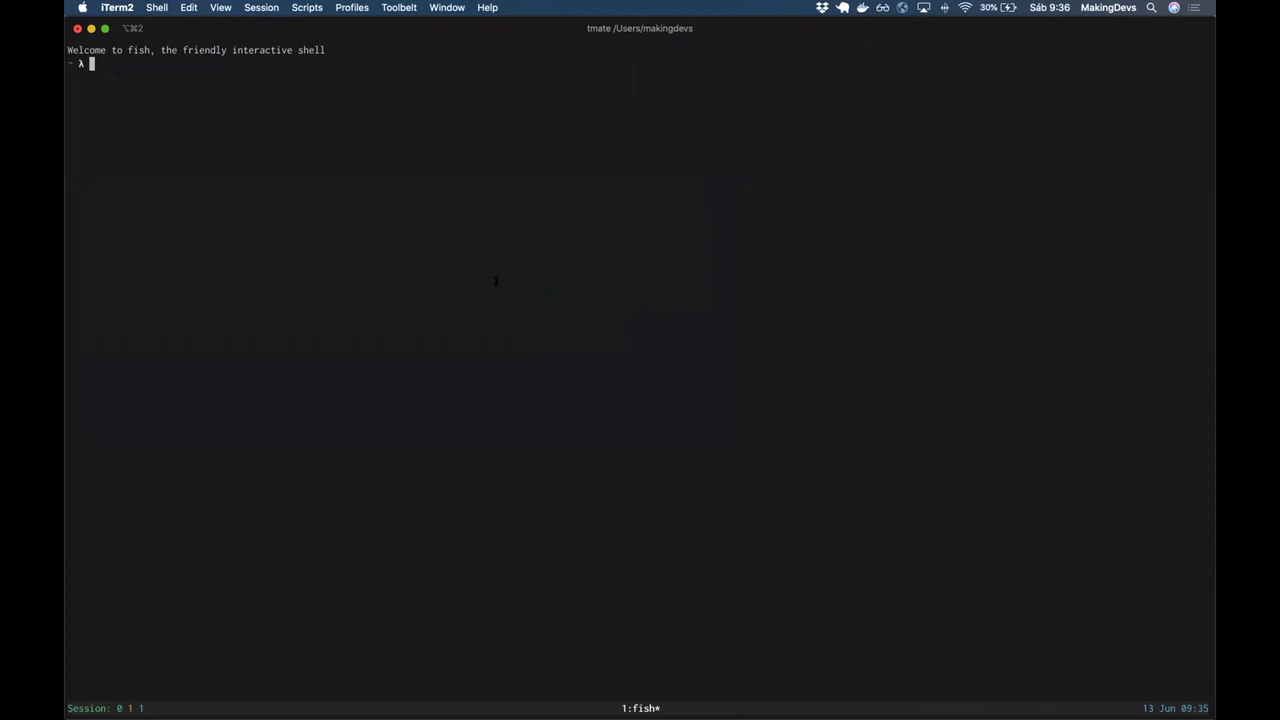 iTerm2 Shell Edit View Session Scripts Profiles Toolbelt Window Help 30% Sáb 9:36 MakingDevs
⌥⌘2 tmate /Users/makingdevs
Welcome to fish, the friendly interactive shell
~ λ
Session: 0 1 1 1:fish* 13 Jun 09:35